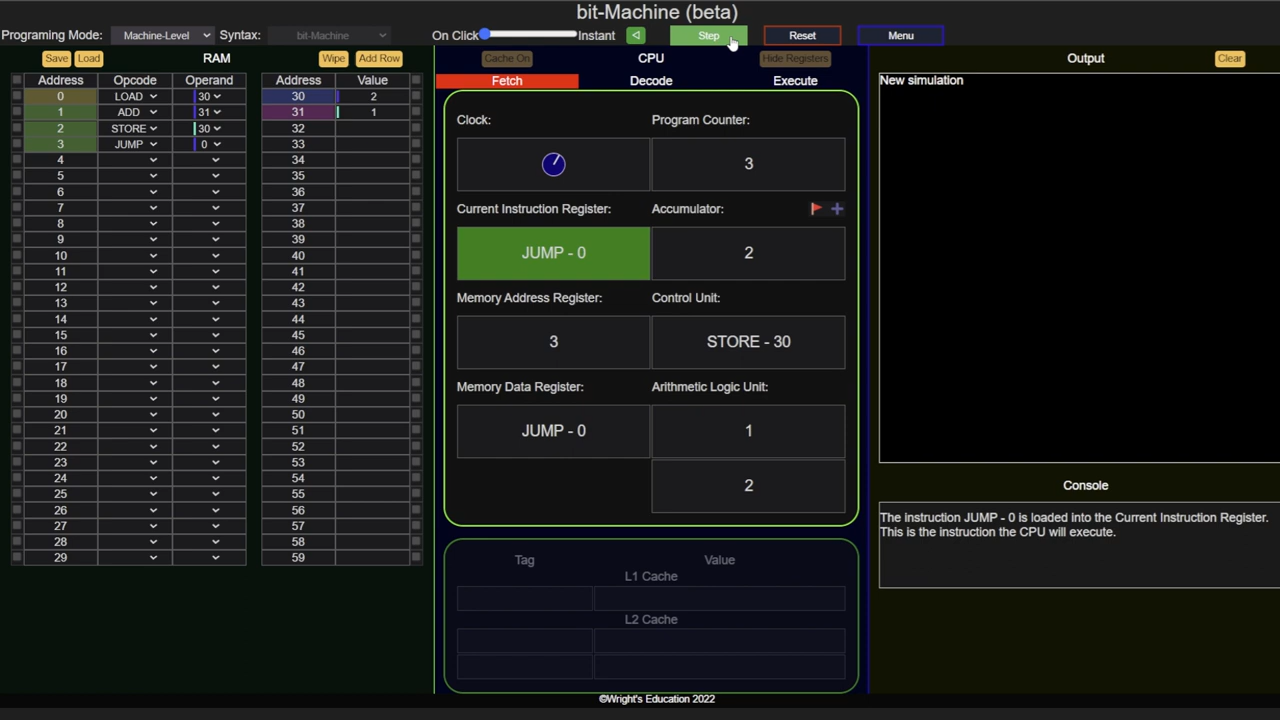 bit-Machine (beta)
Programing Mode: Machine-Level Syntax: bit-Machine On Click Instant Step Reset Menu
Save Load RAM Wipe Add Row
Address Opcode Operand Address Value
0 LOAD 30 30 2
1 ADD 31 31 1
2 STORE 30 32
3 JUMP 0 33
4 34
5 35
6 36
7 37
8 38
9 39
10 40
11 41
12 42
13 43
14 44
15 45
16 46
17 47
18 48
19 49
20 50
21 51
22 52
23 53
24 54
25 55
26 56
27 57
28 58
29 59
Cache On CPU Hide Registers
Fetch Decode Execute
Clock: Program Counter:
3
Current Instruction Register: Accumulator:
JUMP - 0 2
Memory Address Register: Control Unit:
3 STORE - 30
Memory Data Register: Arithmetic Logic Unit:
JUMP - 0 1
2
Tag Value
L1 Cache
L2 Cache
Output Clear
New simulation
Console
The instruction JUMP - 0 is loaded into the Current Instruction Register.
This is the instruction the CPU will execute.
©Wright's Education 2022